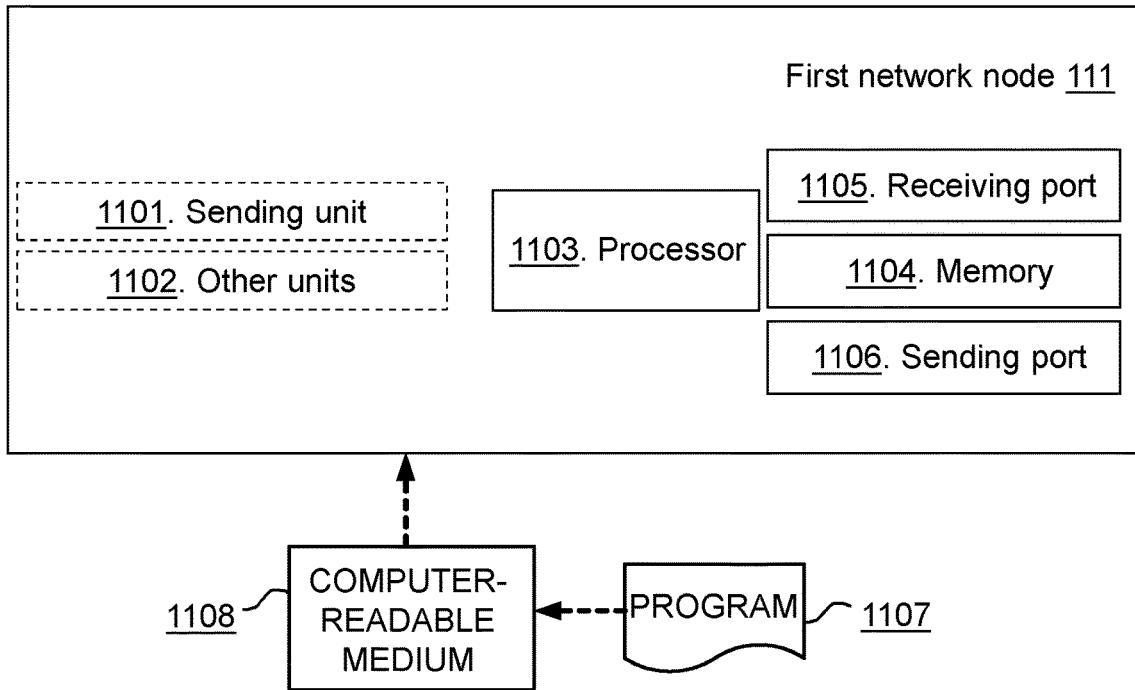 First network node 111
1101. Sending unit
1102. Other units
1103. Processor
1105. Receiving port
1104. Memory
1106. Sending port
1108
COMPUTER-
READABLE
MEDIUM
PROGRAM
1107